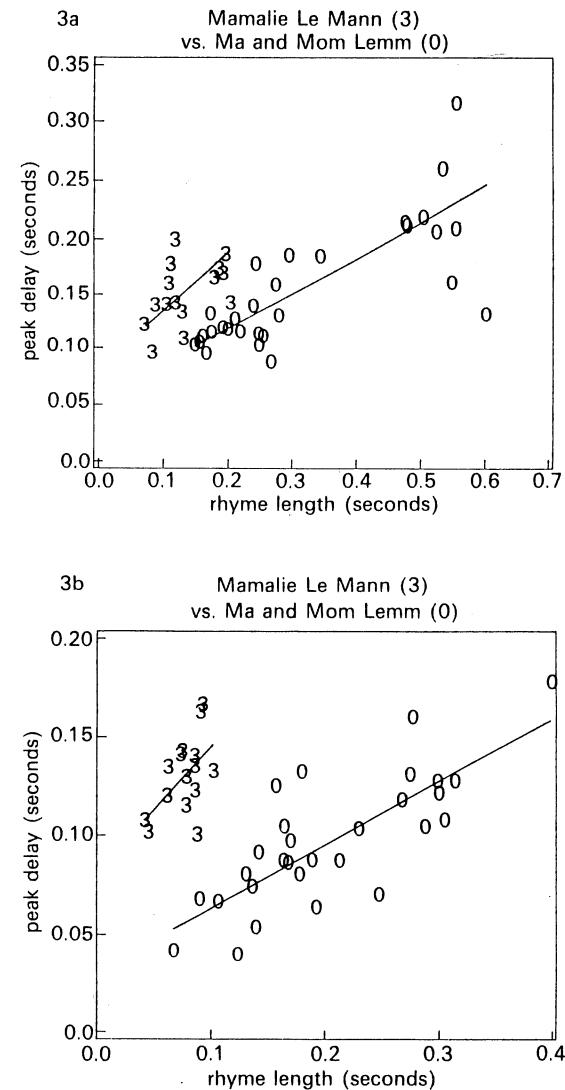 3a
Mamalie Le Mann (3)
vs. Ma and Mom Lemm (0)
0.35
0.30
0.25
0.20
0.15
0.10
0.05
0.0
peak delay (seconds)
0.0 0.1 0.2 0.3 0.4 0.5 0.6 0.7
rhyme length (seconds)
3b
Mamalie Le Mann (3)
vs. Ma and Mom Lemm (0)
0.20
0.15
0.10
0.05
0.0
peak delay (seconds)
0.0 0.1 0.2 0.3 0.4
rhyme length (seconds)